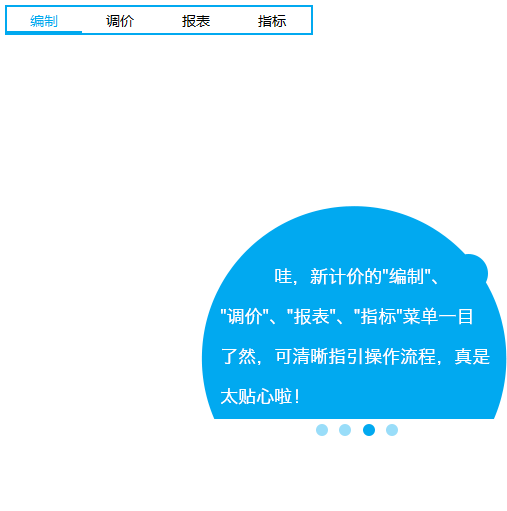 编制 调价 报表 指标
哇，新计价的"编制"、
"调价"、"报表"、"指标"菜单一目
了然，可清晰指引操作流程，真是
太贴心啦！